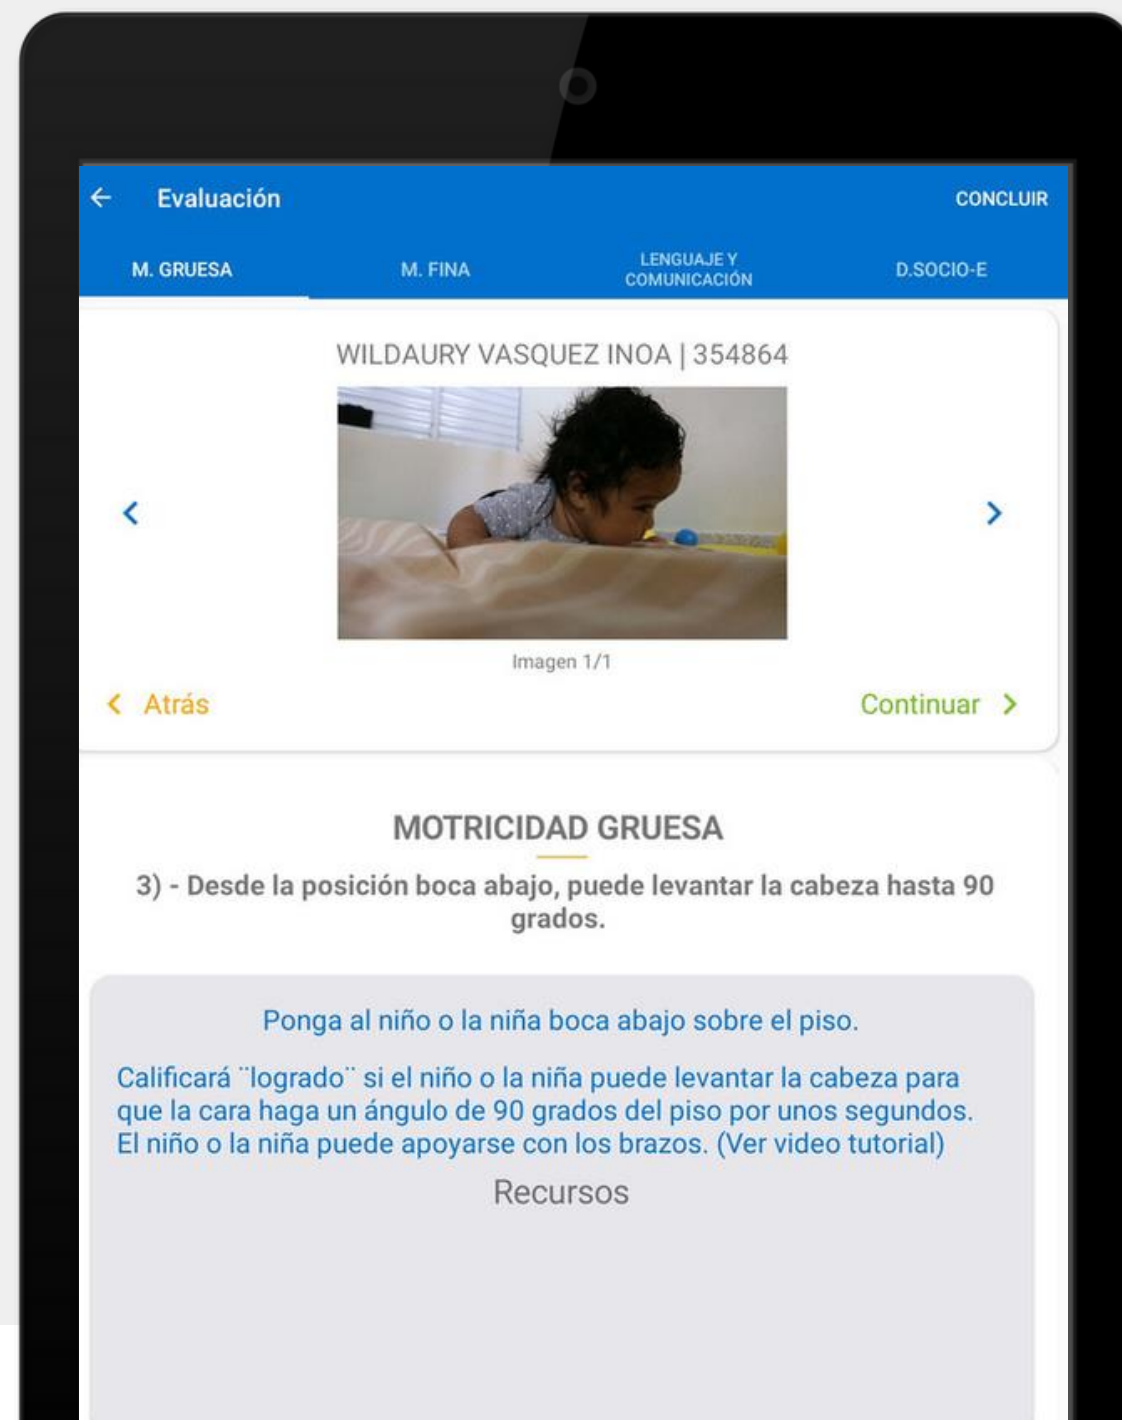 Evaluación
CONCLUIR
M. GRUESA
M. FINA
LENGUAJE Y
COMUNICACIÓN
D.SOCIO-E
WILDAURY VASQUEZ INOA | 354864
Imagen 1/1
Atrás
Continuar
MOTRICIDAD GRUESA
3) - Desde la posición boca abajo, puede levantar la cabeza hasta 90
grados.
Ponga al niño o la niña boca abajo sobre el piso.
Calificará ¨logrado¨ si el niño o la niña puede levantar la cabeza para
que la cara haga un ángulo de 90 grados del piso por unos segundos.
El niño o la niña puede apoyarse con los brazos. (Ver video tutorial)
Recursos